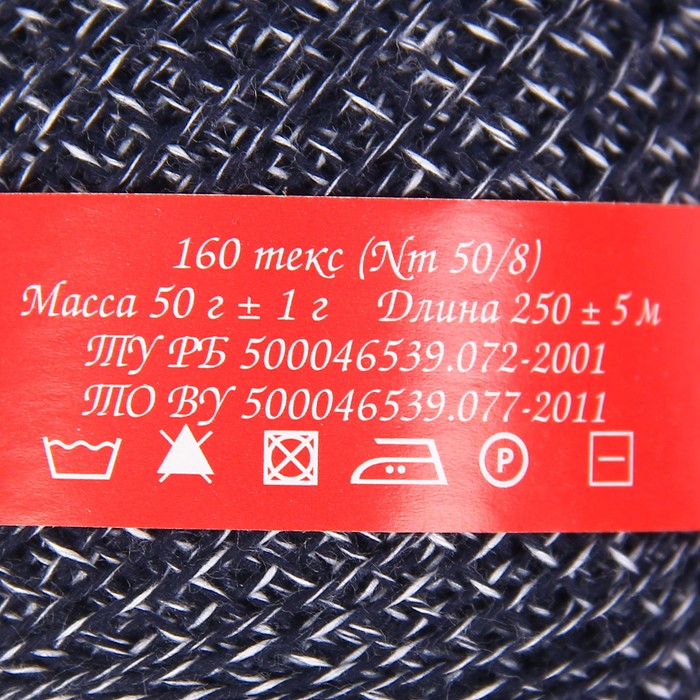 160 текс (Nm 50/8)
Масса 50 г ± 1 г Длина 250 ± 5 м
ТУ РБ 500046539.072-2001
ТО BY 500046539.077-2011
P